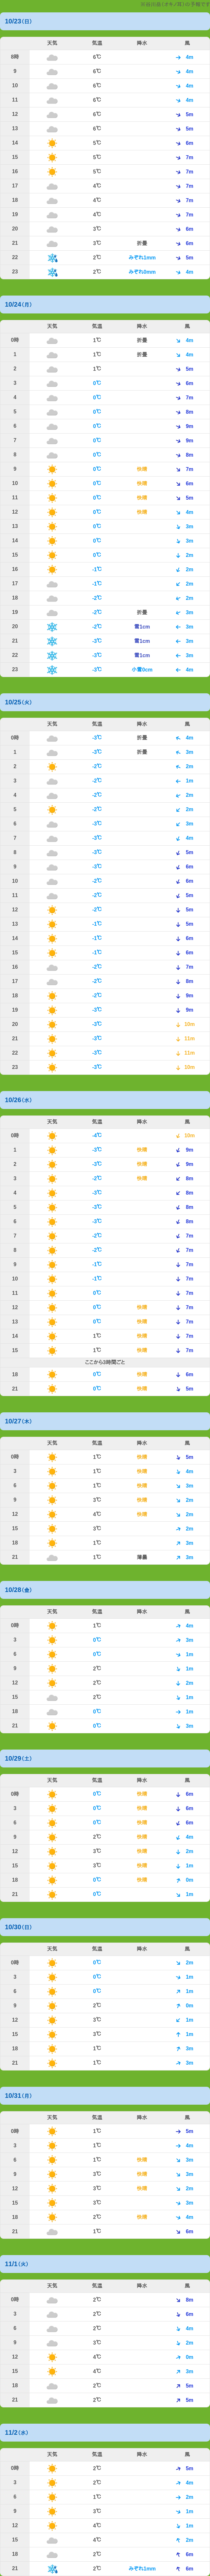 10/23(日)
天気 気温 降水 風
8時 6℃ 4m
9 6℃ 4m
10 6℃ 4m
11 6℃ 4m
12 6℃ 5m
13 6℃ 5m
14 5℃ 6m
15 5℃ 7m
16 5℃ 7m
17 4℃ 7m
18 4℃ 7m
19 4℃ 7m
20 3℃ 6m
21 3℃ 薄曇 6m
22 2℃ みぞれ1mm 5m
23 2℃ みぞれ0mm 4m
10/24(月)
天気 気温 降水 風
0時 1℃ 薄曇 4m
1 1℃ 薄曇 4m
2 1℃ 5m
3 0℃ 6m
4 0℃ 7m
5 0℃ 8m
6 0℃ 9m
7 0℃ 9m
8 0℃ 8m
9 0℃ 快晴 7m
10 0℃ 快晴 6m
11 0℃ 快晴 5m
12 0℃ 快晴 4m
13 0℃ 3m
14 0℃ 3m
15 0℃ 2m
16 -1℃ 2m
17 -1℃ 2m
18 -2℃ 2m
19 -2℃ 薄曇 3m
20 -2℃ 雪1cm 3m
21 -3℃ 雪1cm 3m
22 -3℃ 雪1cm 3m
23 -3℃ 小雪0cm 4m
10/25(火)
天気 気温 降水 風
0時 -3℃ 薄曇 4m
1 -3℃ 薄曇 3m
2 -2℃ 2m
3 -2℃ 1m
4 -2℃ 2m
5 -2℃ 2m
6 -3℃ 3m
7 -3℃ 4m
8 -3℃ 5m
9 -3℃ 6m
10 -2℃ 6m
11 -2℃ 5m
12 -2℃ 5m
13 -1℃ 5m
14 -1℃ 6m
15 -1℃ 6m
16 -2℃ 7m
17 -2℃ 8m
18 -2℃ 9m
19 -3℃ 9m
20 -3℃ 10m
21 -3℃ 11m
22 -3℃ 11m
23 -3℃ 10m
10/26(水)
天気 気温 降水 風
0時 -4℃ 10m
1 -3℃ 快晴 9m
2 -3℃ 快晴 9m
3 -2℃ 快晴 8m
4 -3℃ 8m
5 -3℃ 8m
6 -3℃ 8m
7 -2℃ 7m
8 -2℃ 7m
9 -1℃ 7m
10 -1℃ 7m
11 0℃ 7m
12 0℃ 快晴 7m
13 0℃ 快晴 7m
14 1℃ 快晴 7m
15 1℃ 快晴 7m
ここから3時間ごと
18 0℃ 快晴 6m
21 0℃ 快晴 5m
10/27(木)
天気 気温 降水 風
0時 1℃ 快晴 5m
3 1℃ 快晴 4m
6 1℃ 快晴 3m
9 3℃ 快晴 2m
12 4℃ 快晴 2m
15 3℃ 2m
18 1℃ 3m
21 1℃ 薄曇 3m
10/28(金)
天気 気温 降水 風
0時 1℃ 4m
3 0℃ 3m
6 0℃ 1m
9 2℃ 1m
12 2℃ 2m
15 2℃ 1m
18 0℃ 1m
21 0℃ 3m
10/29(土)
天気 気温 降水 風
0時 0℃ 快晴 6m
3 0℃ 快晴 6m
6 0℃ 快晴 6m
9 2℃ 快晴 4m
12 3℃ 快晴 2m
15 3℃ 快晴 1m
18 0℃ 快晴 0m
21 0℃ 1m
10/30(日)
天気 気温 降水 風
0時 0℃ 2m
3 0℃ 1m
6 0℃ 1m
9 2℃ 0m
12 3℃ 1m
15 3℃ 1m
18 1℃ 3m
21 1℃ 3m
10/31(月)
天気 気温 降水 風
0時 1℃ 5m
3 1℃ 4m
6 1℃ 快晴 3m
9 3℃ 快晴 3m
12 3℃ 快晴 2m
15 3℃ 3m
18 2℃ 快晴 4m
21 1℃ 6m
11/1(火)
天気 気温 降水 風
0時 2℃ 8m
3 2℃ 6m
6 2℃ 4m
9 3℃ 2m
12 4℃ 0m
15 4℃ 3m
18 2℃ 5m
21 2℃ 5m
11/2(水)
天気 気温 降水 風
0時 2℃ 5m
3 2℃ 4m
6 1℃ 2m
9 3℃ 1m
12 4℃ 1m
15 4℃ 2m
18 2℃ 6m
21 2℃ みぞれ1mm 6m